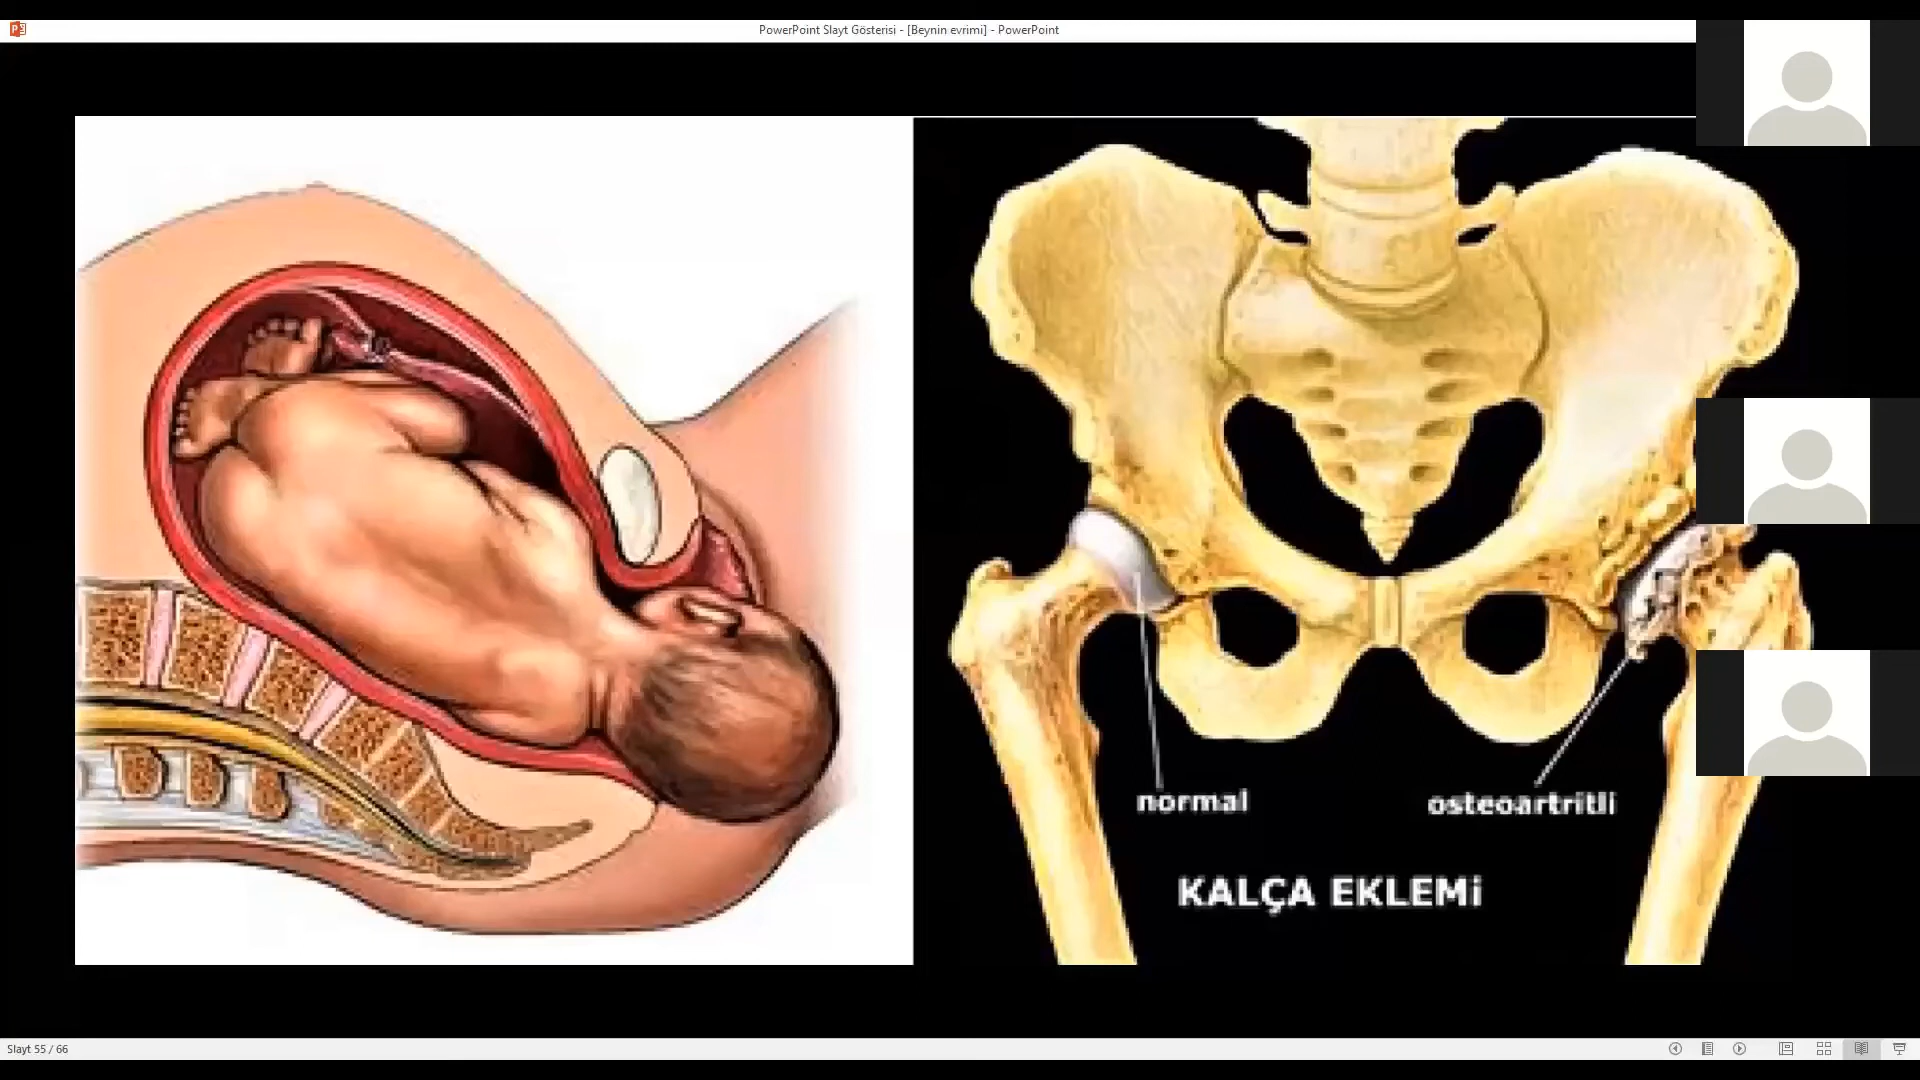 PowerPoint Slayt Gösterisi - [Beynin evrimi] - PowerPoint
normal
osteoartritli
KALÇA EKLEMİ
Slayt 55 / 66